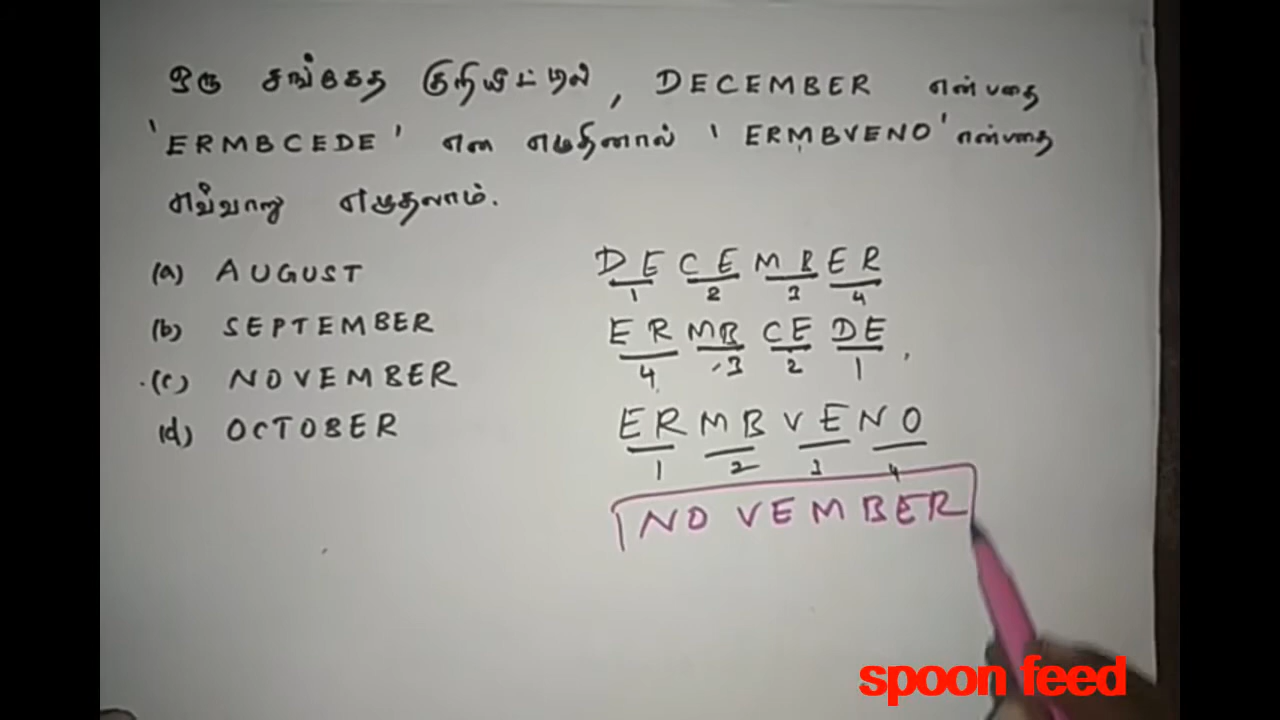 ஒரு சங்கேத குறியீட்டில், DECEMBER என்பதை
'ERMBCEDE' என எழுதினால் 'ERMBVENO' என்பதை
எவ்வாறு எழுதலாம்.
(a) AUGUST
(b) SEPTEMBER
(c) NOVEMBER
(d) OCTOBER
DE CE MB ER
1 2 3 4
ER MB CE DE
4 3 2 1
ER MB VE NO
1 2 3 4
NOVEMBER
spoon feed